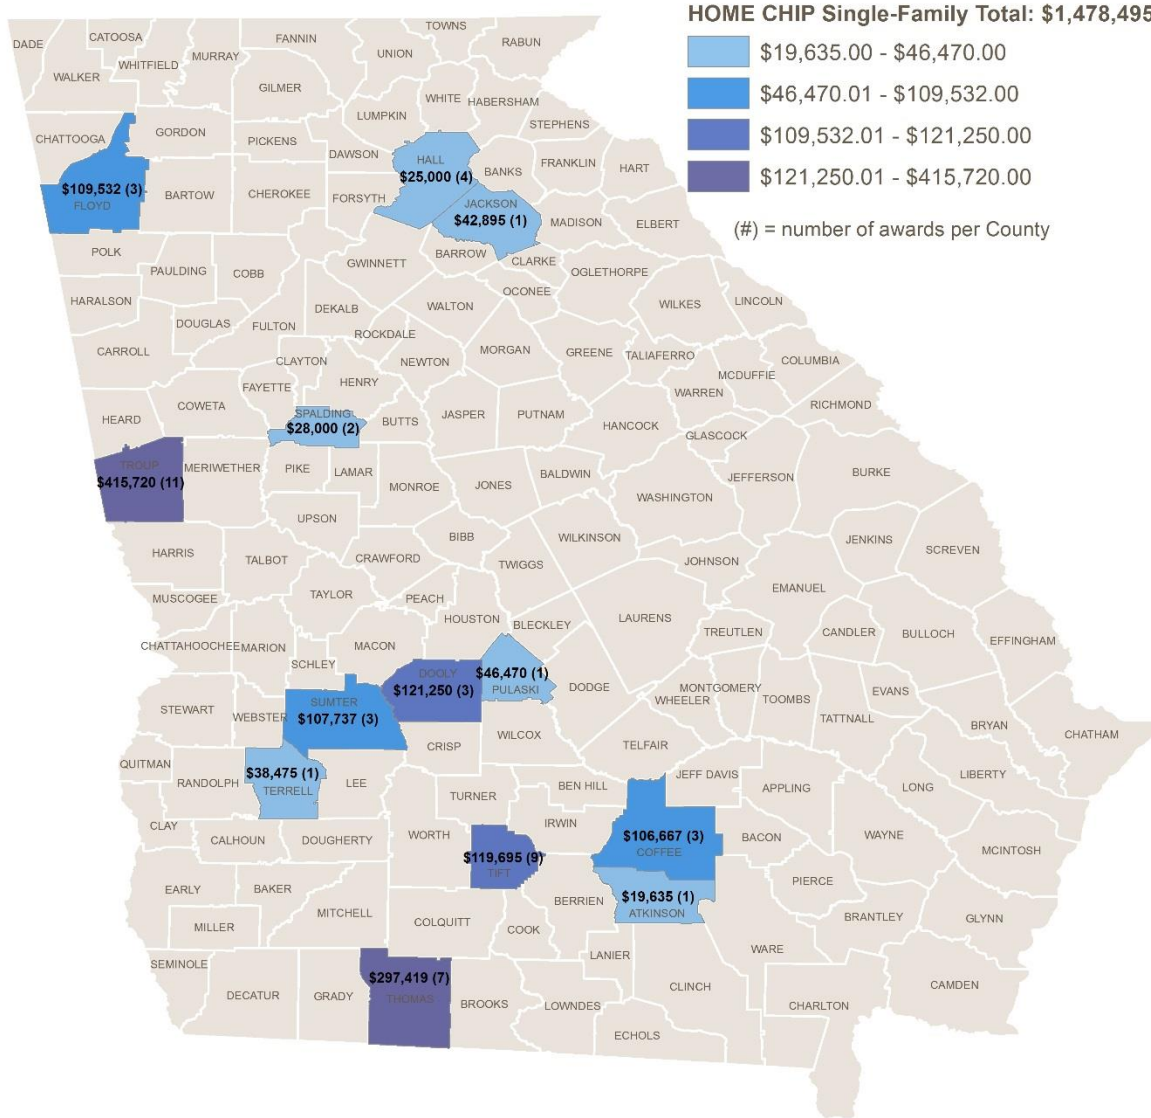 HOME CHIP Single-Family Total: $1,478,495
$19,635.00 - $46,470.00
$46,470.01 - $109,532.00
$109,532.01 - $121,250.00
$121,250.01 - $415,720.00
(#) = number of awards per County
DADE
CATOOSA
WHITFIELD
WALKER
MURRAY
FANNIN
GILMER
UNION
TOWNS
RABUN
WHITE
HABERSHAM
LUMPKIN
STEPHENS
CHATTOOGA
GORDON
PICKENS
DAWSON
HALL
$25,000 (4)
BANKS
FRANKLIN
HART
$109,532 (3)
FLOYD
BARTOW
CHEROKEE
FORSYTH
JACKSON
$42,895 (1)
MADISON
ELBERT
POLK
PAULDING
COBB
GWINNETT
BARROW
CLARKE
OGLETHORPE
OCONEE
HARALSON
DOUGLAS
FULTON
DEKALB
ROCKDALE
WALTON
WILKES
LINCOLN
CARROLL
CLAYTON
HENRY
NEWTON
MORGAN
GREENE
TALIAFERRO
COLUMBIA
MCDUFFIE
WARREN
RICHMOND
FAYETTE
COWETA
HEARD
SPALDING
$28,000 (2)
BUTTS
JASPER
PUTNAM
HANCOCK
GLASCOCK
TROUP
$415,720 (11)
MERIWETHER
PIKE
LAMAR
MONROE
JONES
BALDWIN
WASHINGTON
JEFFERSON
BURKE
UPSON
HARRIS
TALBOT
CRAWFORD
BIBB
TWIGGS
WILKINSON
JOHNSON
JENKINS
SCREVEN
EMANUEL
MUSCOGEE
TAYLOR
PEACH
HOUSTON
BLECKLEY
LAURENS
TREUTLEN
CANDLER
BULLOCH
EFFINGHAM
CHATTAHOOCHEE
MARION
SCHLEY
MACON
DOOLY
$121,250 (3)
$46,470 (1)
PULASKI
DODGE
WHEELER
MONTGOMERY
TOOMBS
EVANS
TATTNALL
BRYAN
CHATHAM
STEWART
WEBSTER
SUMTER
$107,737 (3)
CRISP
WILCOX
TELFAIR
QUITMAN
RANDOLPH
$38,475 (1)
TERRELL
LEE
TURNER
BEN HILL
JEFF DAVIS
APPLING
LONG
LIBERTY
CLAY
CALHOUN
DOUGHERTY
WORTH
$119,695 (9)
TIFT
IRWIN
$106,667 (3)
COFFEE
BACON
WAYNE
MCINTOSH
PIERCE
EARLY
BAKER
MITCHELL
MILLER
COLQUITT
COOK
BERRIEN
$19,635 (1)
ATKINSON
BRANTLEY
GLYNN
WARE
LANIER
SEMINOLE
DECATUR
GRADY
$297,419 (7)
THOMAS
BROOKS
LOWNDES
CLINCH
ECHOLS
CHARLTON
CAMDEN